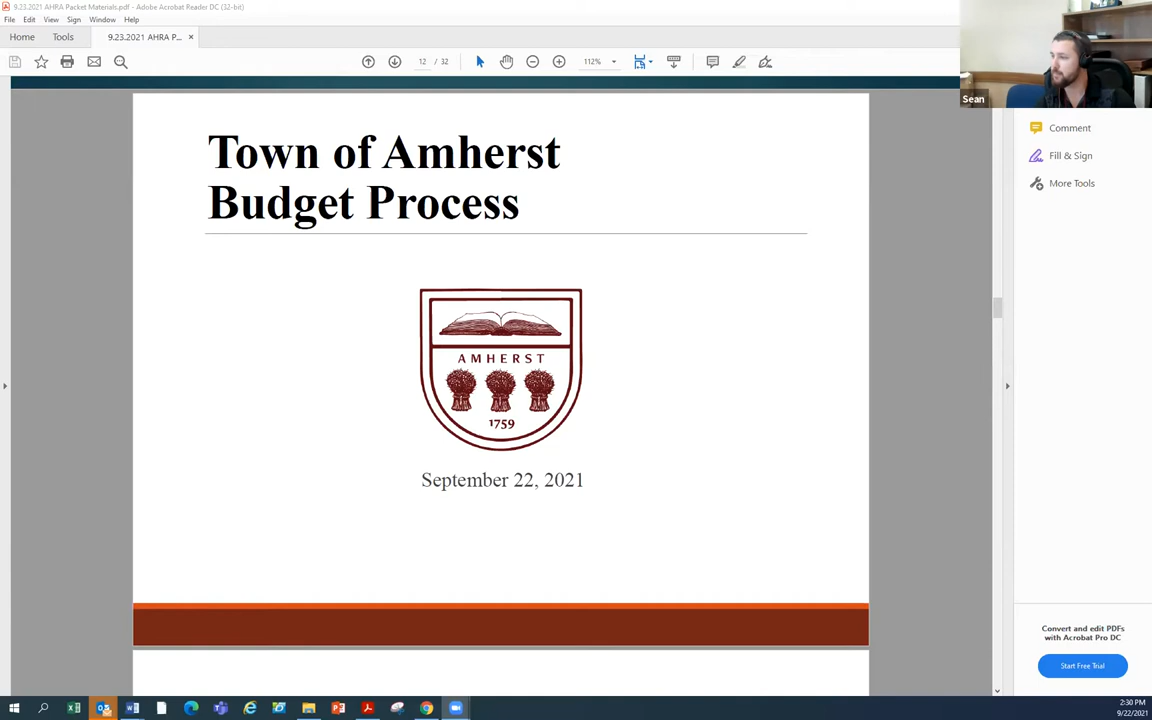 9.23.2021 AHRA Packet Materials.pdf - Adobe Acrobat Reader DC (32-bit)
File Edit View Sign Window Help
Home Tools 9.23.2021 AHRA P... ×
12 / 32 112%
Sean
Comment
Fill & Sign
More Tools
Town of Amherst
Budget Process
AMHERST
1759
September 22, 2021
Convert and edit PDFs
with Acrobat Pro DC
Start Free Trial
2:30 PM
9/22/2021